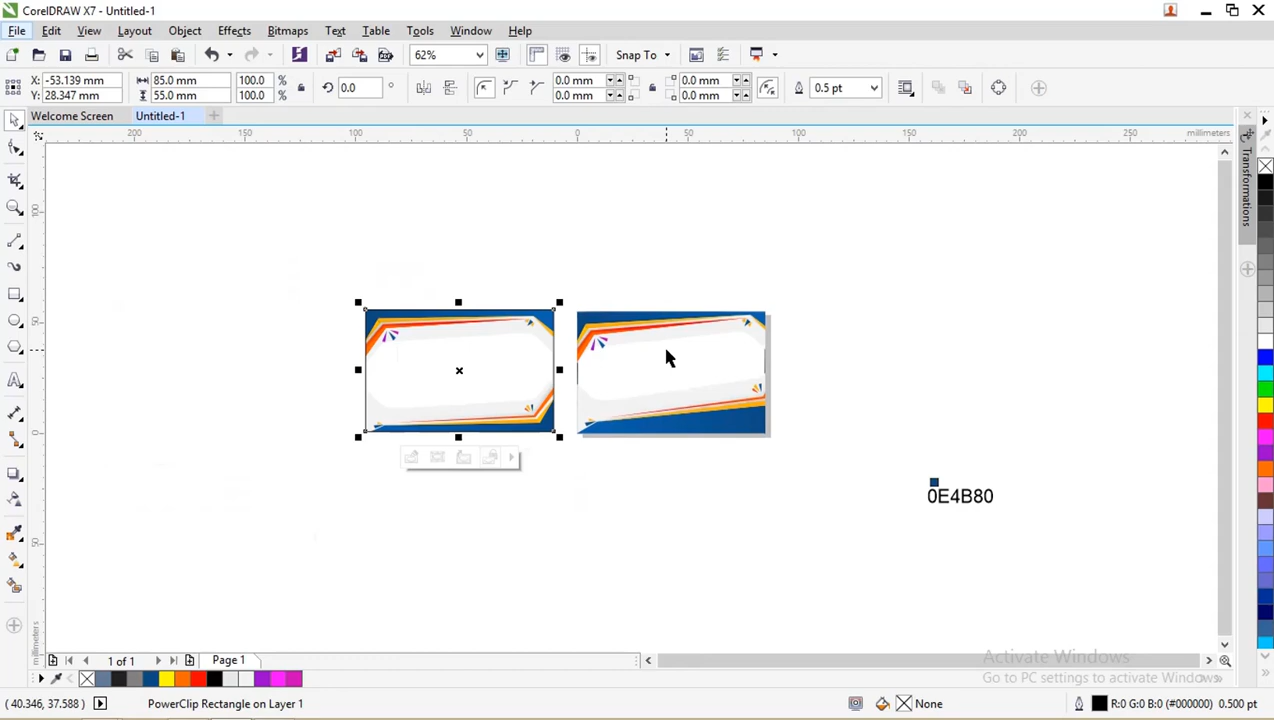 CorelDRAW X7 - Untitled-1
File Edit View Layout Object Effects Bitmaps Text Table Tools Window Help
62% Snap To
X: -53.139 mm 85.0 mm 100.0 % 0.0 ° 0.0 mm 0.0 mm 0.5 pt
Y: 28.347 mm 55.0 mm 100.0 % 0.0 mm 0.0 mm
Welcome Screen Untitled-1
200 150 100 50 0 50 100 150 200 250 millimeters
100
50
0
50
millimeters
Transformations
0E4B80
1 of 1 Page 1
Activate Windows
Go to PC settings to activate Windows.
( 40.346, 37.588 ) PowerClip Rectangle on Layer 1 None R:0 G:0 B:0 (#000000) 0.500 pt